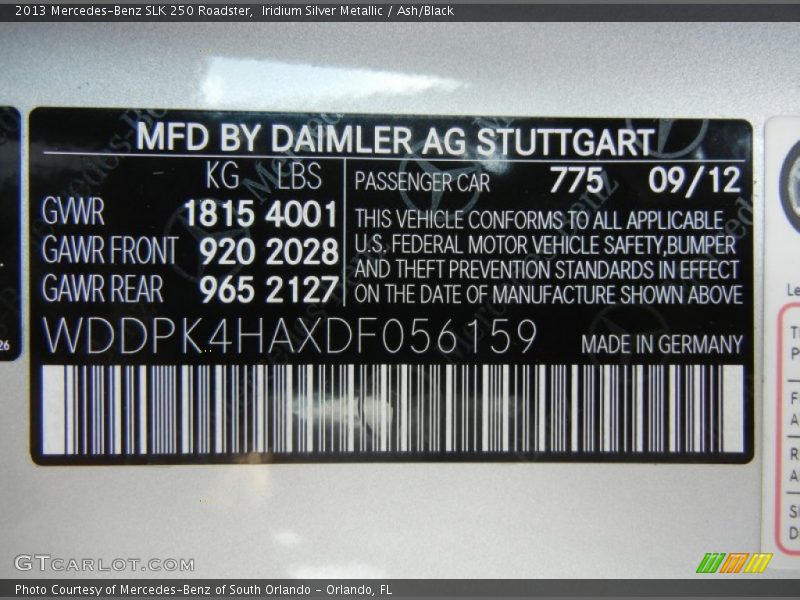 2013 Mercedes-Benz SLK 250 Roadster,  Iridium Silver Metallic / Ash/Black
MFD BY DAIMLER AG STUTTGART
KG LBS
GWWR 1815 4001
GAWR FRONT 920 2028
GAWR REAR 965 2127
PASSENGER CAR 775 09/12
THIS VEHICLE CONFORMS TO ALL APPLICABLE
U.S. FEDERAL MOTOR VEHICLE SAFETY,BUMPER
AND THEFT PREVENTION STANDARDS IN EFFECT
ON THE DATE OF MANUFACTURE SHOWN ABOVE
WDDPK4HAXDF056159 MADE IN GERMANY
26
Le
T
P
F
A
R
A
S
D
GTCARLOT.COM
Photo Courtesy of Mercedes-Benz of South Orlando - Orlando, FL